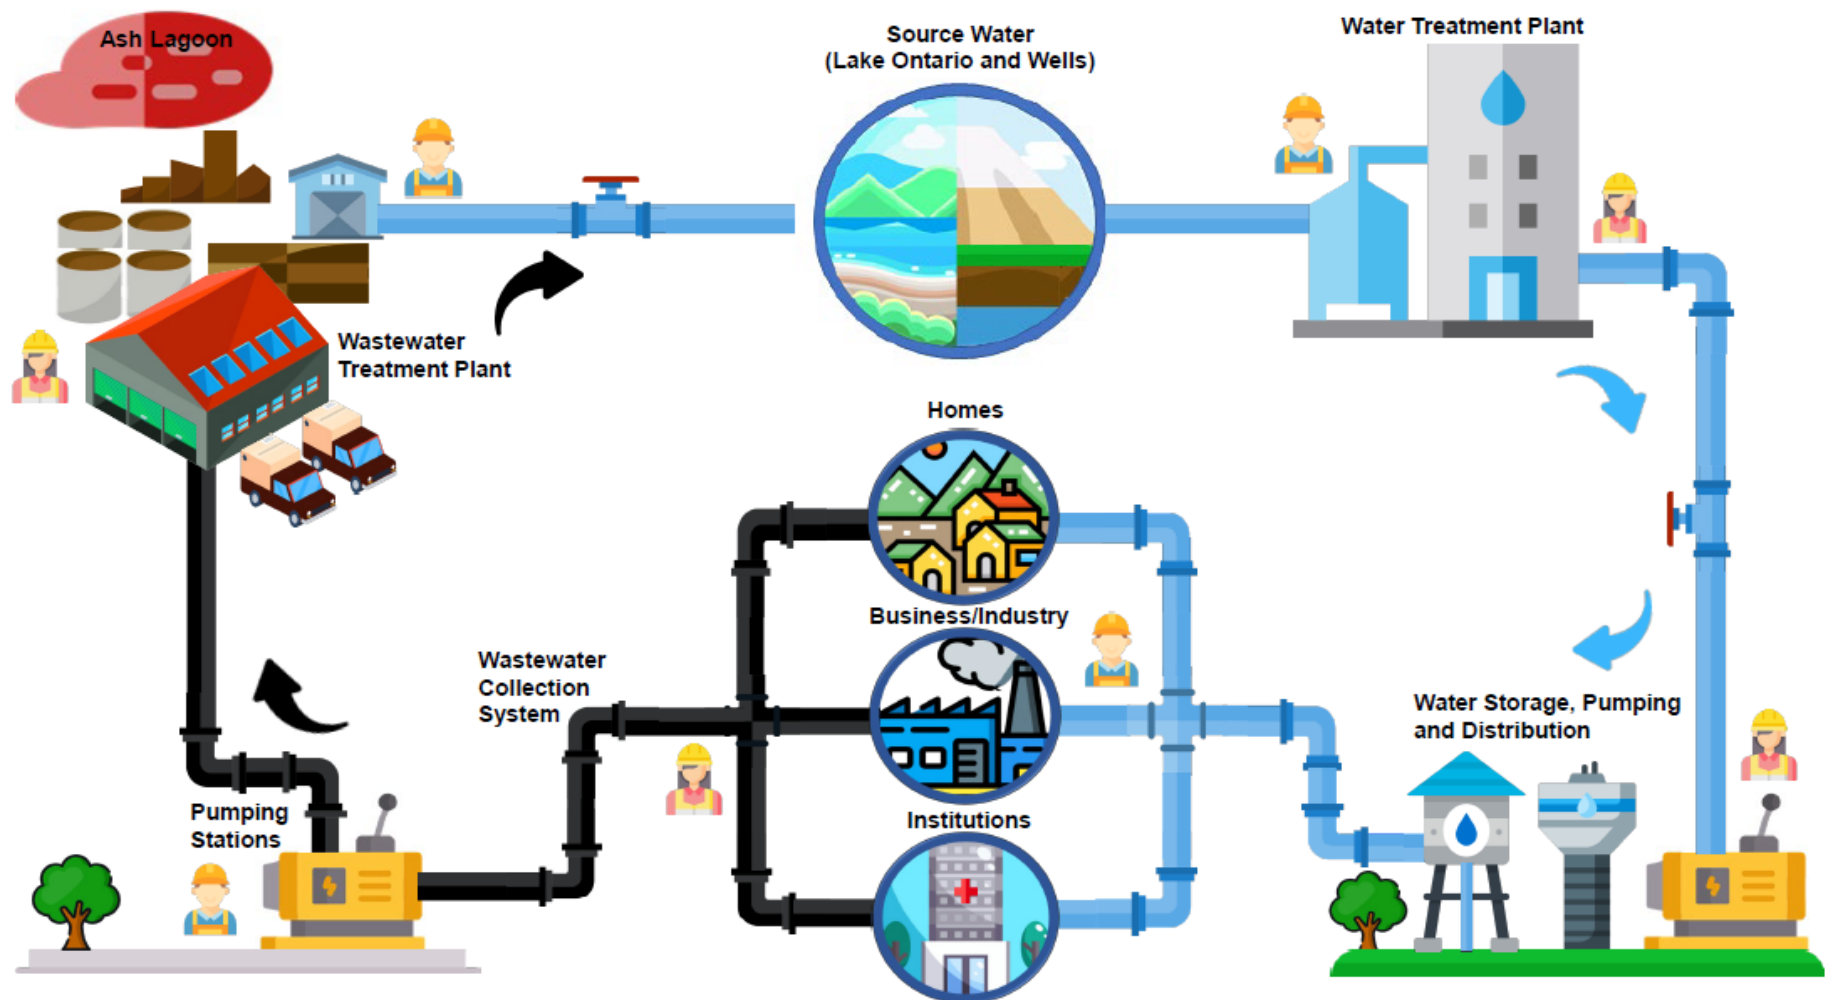 Ash Lagoon
Source Water
(Lake Ontario and Wells)
Water Treatment Plant
Wastewater
Treatment Plant
Homes
Business/Industry
Wastewater
Collection
System
Water Storage, Pumping
and Distribution
Pumping
Stations
Institutions